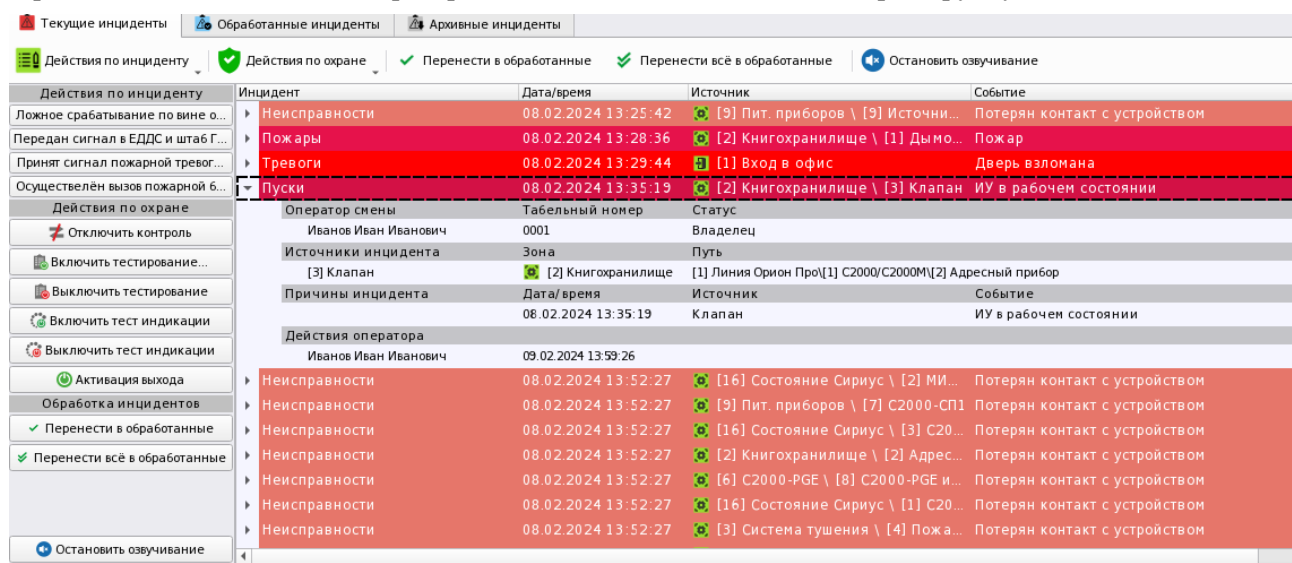 Текущие инциденты Обработанные инциденты Архивные инциденты
Действия по инциденту Действия по охране Перенести в обработанные Перенести всё в обработанные Остановить озвучивание
Действия по инциденту
Ложное срабатывание по вине о...
Передан сигнал в ЕДДС и штаб Г...
Принят сигнал пожарной тревог...
Осуществелён вызов пожарной б...
Действия по охране
Отключить контроль
Включить тестирование...
Выключить тестирование
Включить тест индикации
Выключить тест индикации
Активация выхода
Обработка инцидентов
Перенести в обработанные
Перенести всё в обработанные
Остановить озвучивание
Инцидент Дата/время Источник Событие
Неисправности 08.02.2024 13:25:42 [9] Пит. приборов \ [9] Источни... Потерян контакт с устройством
Пожары 08.02.2024 13:28:36 [2] Книгохранилище \ [1] Дымо... Пожар
Тревоги 08.02.2024 13:29:44 [1] Вход в офис Дверь взломана
Пуски 08.02.2024 13:35:19 [2] Книгохранилище \ [3] Клапан ИУ в рабочем состоянии
Оператор смены Табельный номер Статус
Иванов Иван Иванович 0001 Владелец
Источники инцидента Зона Путь
[3] Клапан [2] Книгохранилище [1] Линия Орион Про\[1] С2000/С2000М\[2] Адресный прибор
Причины инцидента Дата/время Источник Событие
08.02.2024 13:35:19 Клапан ИУ в рабочем состоянии
Действия оператора
Иванов Иван Иванович 09.02.2024 13:59:26
Неисправности 08.02.2024 13:52:27 [16] Состояние Сириус \ [2] МИ... Потерян контакт с устройством
Неисправности 08.02.2024 13:52:27 [9] Пит. приборов \ [7] С2000-СП1 Потерян контакт с устройством
Неисправности 08.02.2024 13:52:27 [16] Состояние Сириус \ [3] С20... Потерян контакт с устройством
Неисправности 08.02.2024 13:52:27 [2] Книгохранилище \ [2] Адрес... Потерян контакт с устройством
Неисправности 08.02.2024 13:52:27 [6] С2000-PGE \ [8] С2000-PGE и... Потерян контакт с устройством
Неисправности 08.02.2024 13:52:27 [16] Состояние Сириус \ [1] С20... Потерян контакт с устройством
Неисправности 08.02.2024 13:52:27 [3] Система тушения \ [4] Пожа... Потерян контакт с устройством